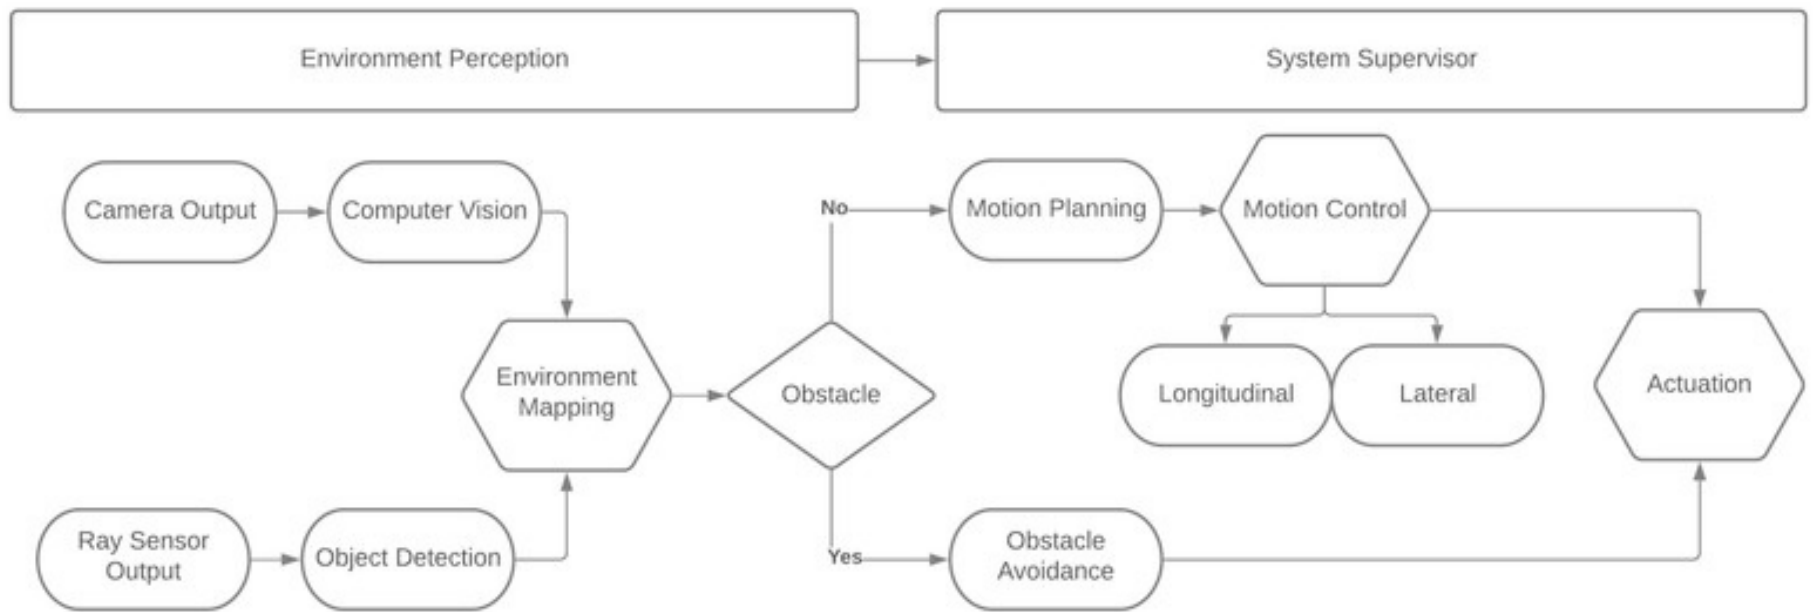 Environment Perception
System Supervisor
Camera Output
Computer Vision
No
Motion Planning
Motion Control
Environment
Mapping
Obstacle
Longitudinal
Lateral
Actuation
Ray Sensor
Output
Object Detection
Yes
Obstacle
Avoidance